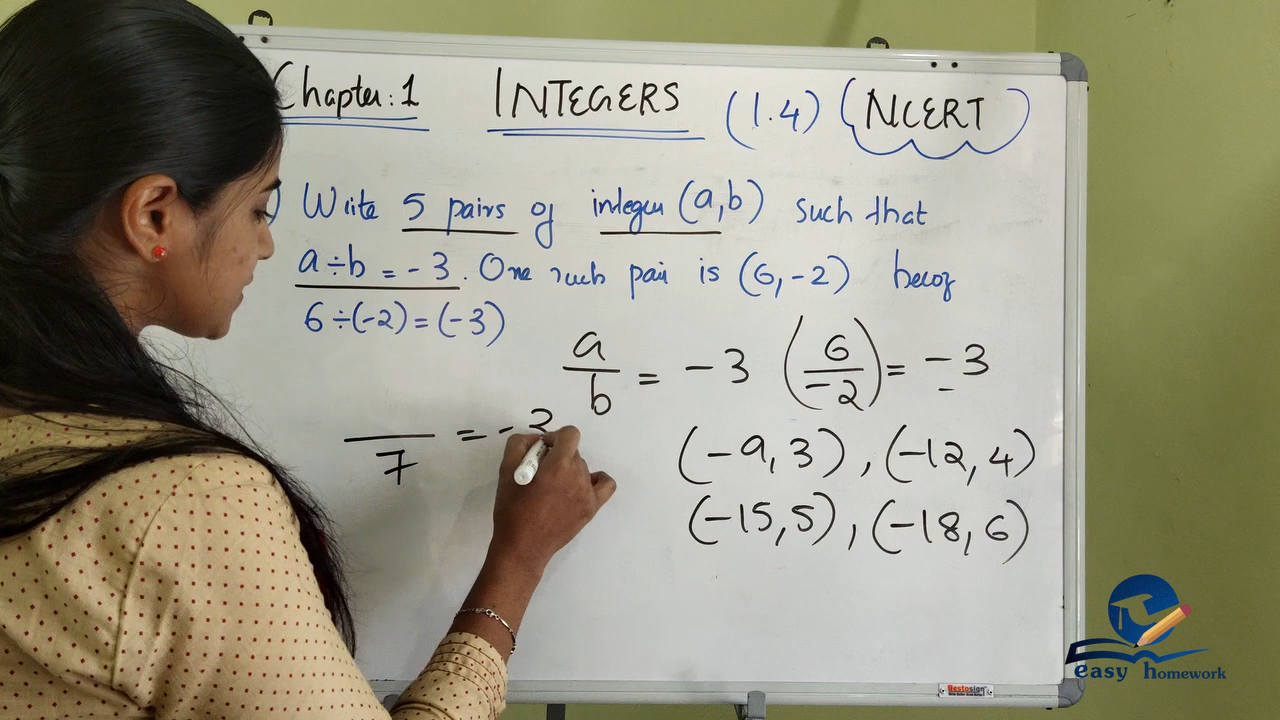 Chapter: 1 INTEGERS (1.4) (NCERT)
) Write 5 pairs of integer (a,b) such that
a÷b = -3. One such pair is (6,-2) becoz
6÷(-2)=(-3)
a/b = -3 (6/-2) = -3
_/7 = -3
(-9,3), (-12,4)
(-15,5), (-18,6)
easy homework